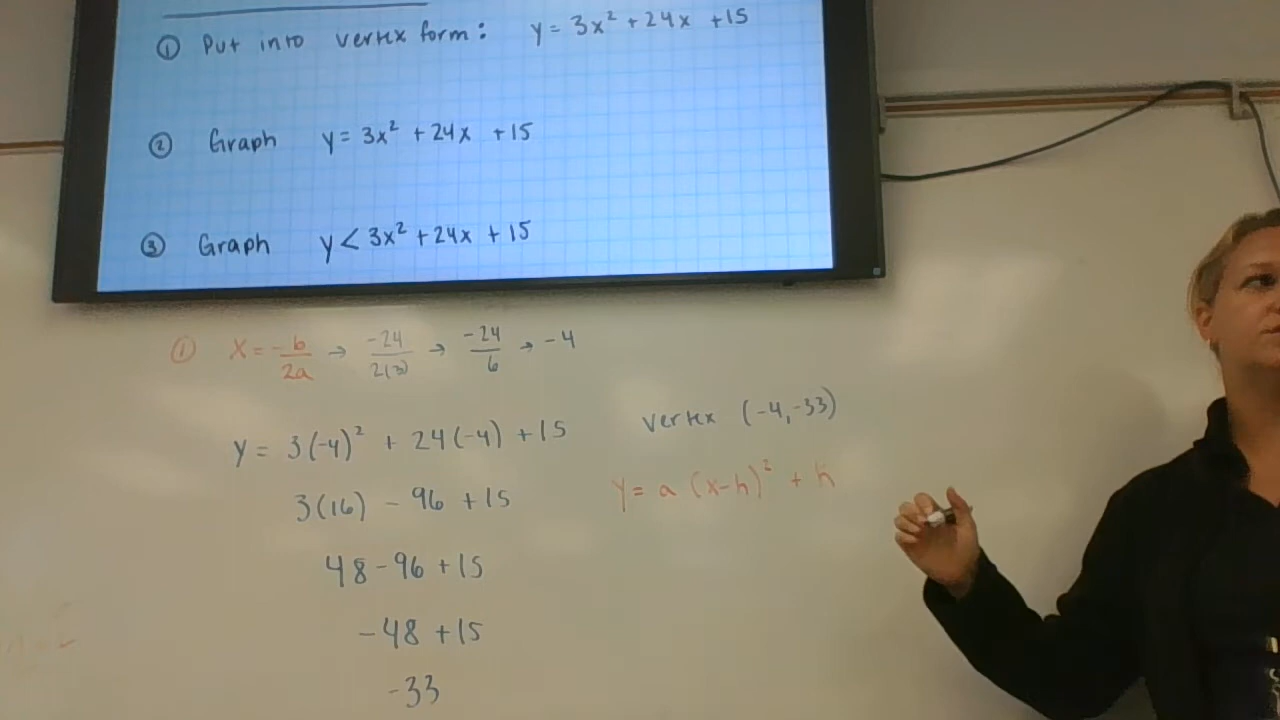 ① Put into vertex form: y = 3x² + 24x + 15
② Graph y = 3x² + 24x + 15
③ Graph y < 3x² + 24x + 15
① x = -b/2a → -24/2(3) → -24/6 → -4
y = 3(-4)² + 24(-4) + 15
3(16) - 96 + 15
48 - 96 + 15
-48 + 15
-33
vertex (-4, -33)
y = a (x-h)² + h